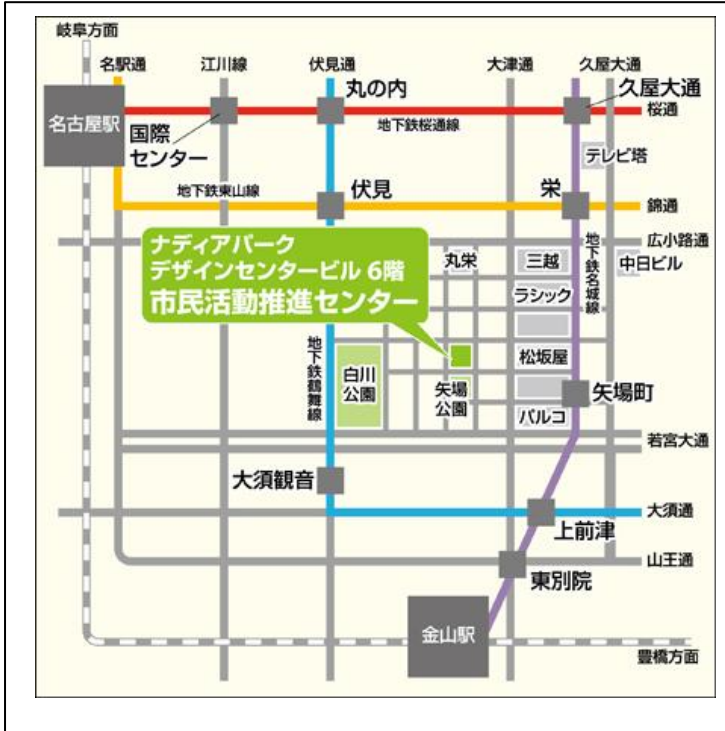 岐阜方面
名駅通
江川線
伏見通
大津通
久屋大通
名古屋駅
国際
センター
丸の内
久屋大通
桜通
地下鉄桜通線
テレビ塔
地下鉄東山線
伏見
栄
錦通
広小路通
ナディアパーク
デザインセンタービル 6階
市民活動推進センター
丸栄
三越
地下鉄名城線
中日ビル
ラシック
地下鉄鶴舞線
白川
公園
矢場
公園
松坂屋
パルコ
矢場町
若宮大通
大須観音
大須通
上前津
山王通
東別院
金山駅
豊橋方面